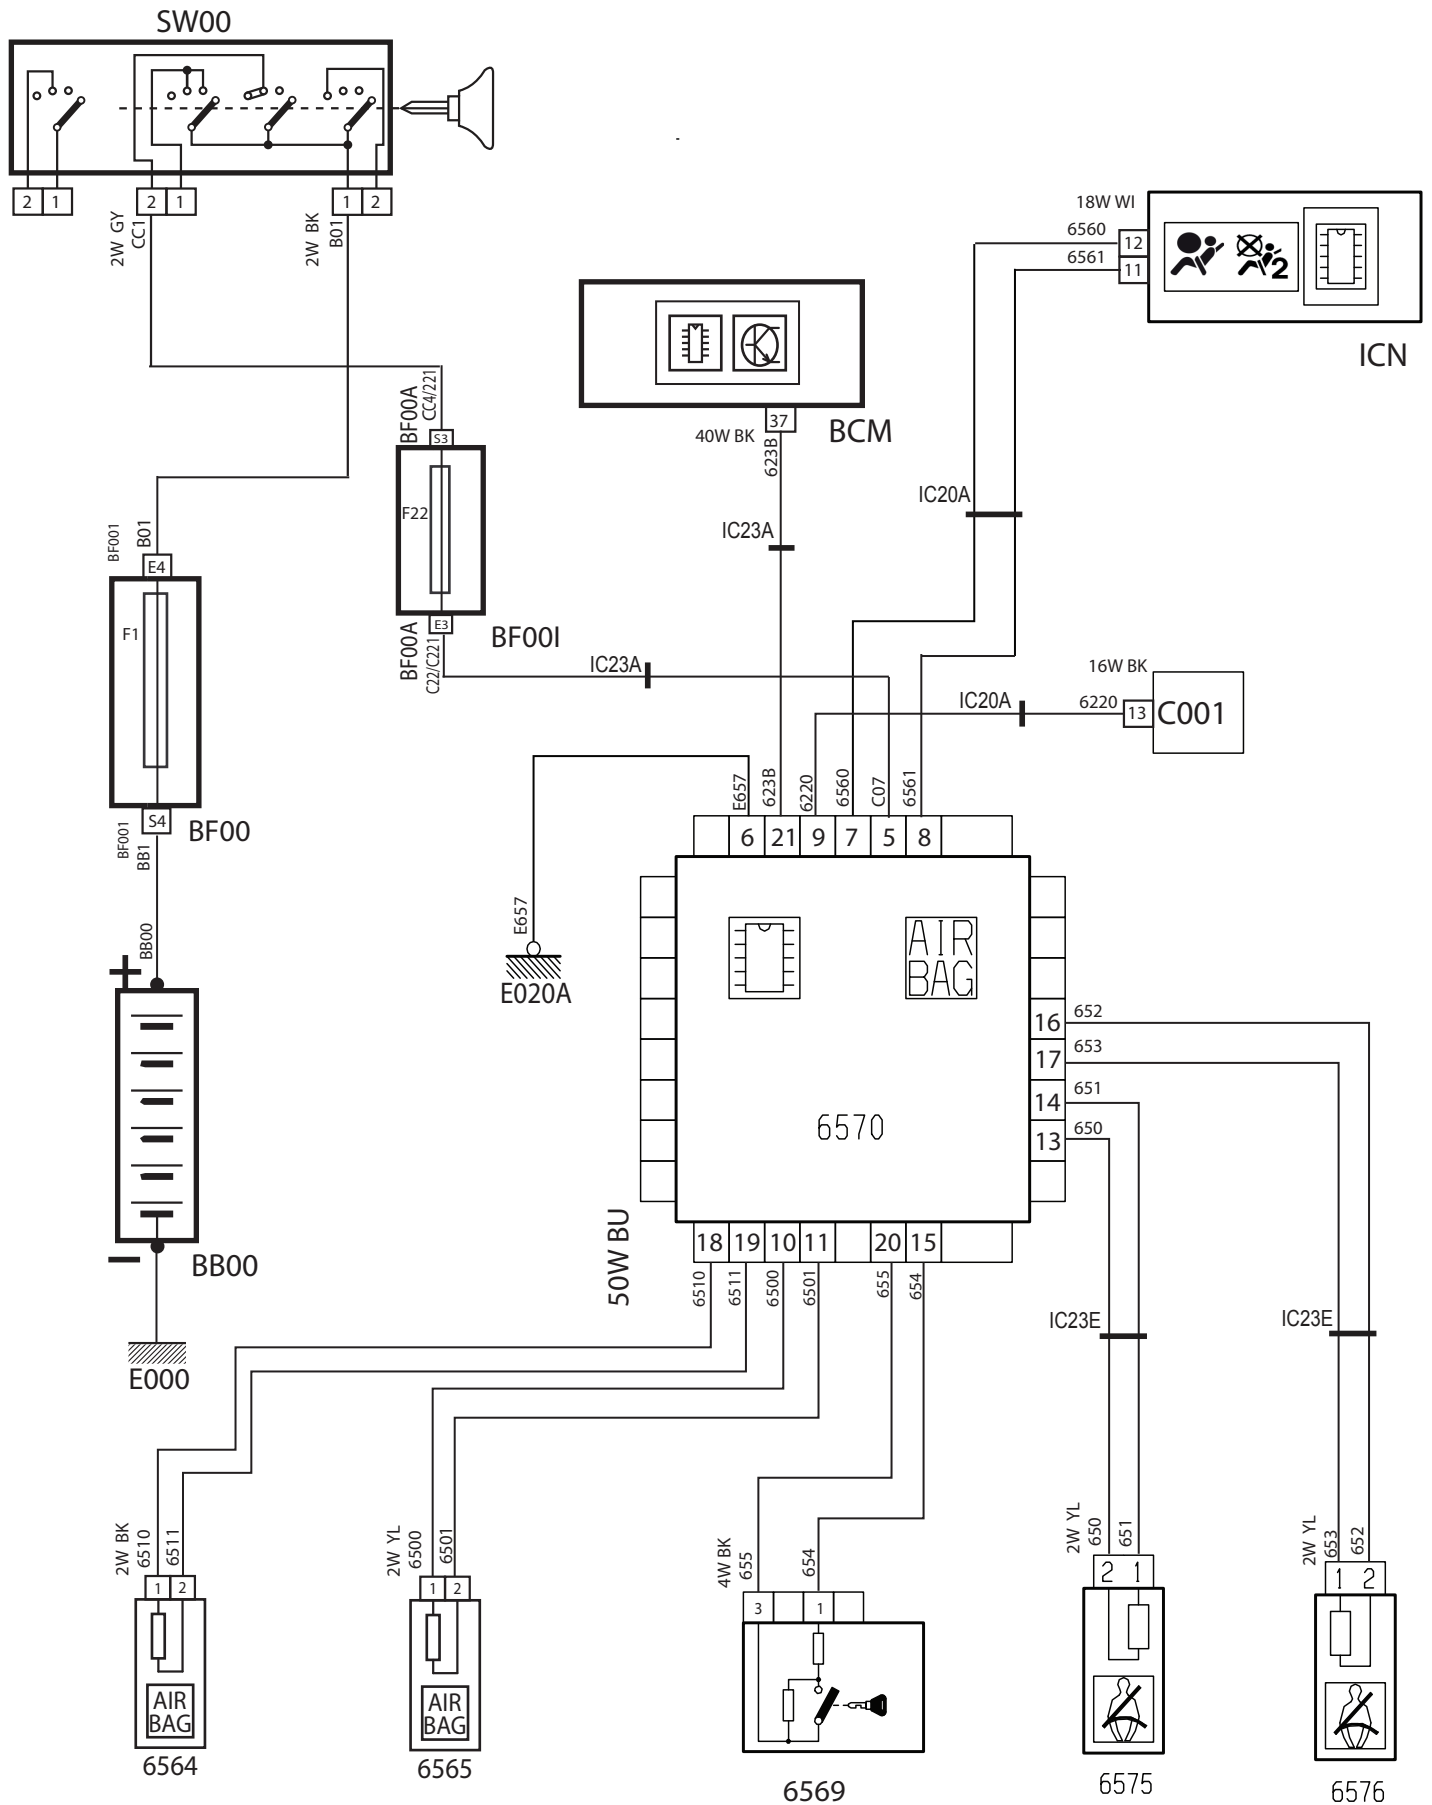 SW00
2 1
2 1
1 2
2W GY
CC1
2W BK
B01
18W WI
6560
6561
12
11
2
ICN
BF00A
CC4/221
S3
F22
E3
BF00A
C22/C221
BF00I
37
40W BK
623B
BCM
IC23A
IC20A
BF001
B01
E4
F1
S4
BF001
BB1
BF00
IC23A
16W BK
IC20A
6220
13
C001
E657
623B
6220
6560
C07
6561
6 21 9 7 5 8
BB00
+
E657
E020A
AIR
BAG
16
652
17
653
14
651
13
650
6570
−
BB00
E000
50W BU
18 19 10 11 20 15
6510
6511
6500
6501
655
654
IC23E
IC23E
2W BK
6510
6511
1 2
AIR
BAG
6564
2W YL
6500
6501
1 2
AIR
BAG
6565
4W BK
655
654
3 1
6569
2W YL
650
651
2 1
6575
2W YL
653
652
1 2
6576